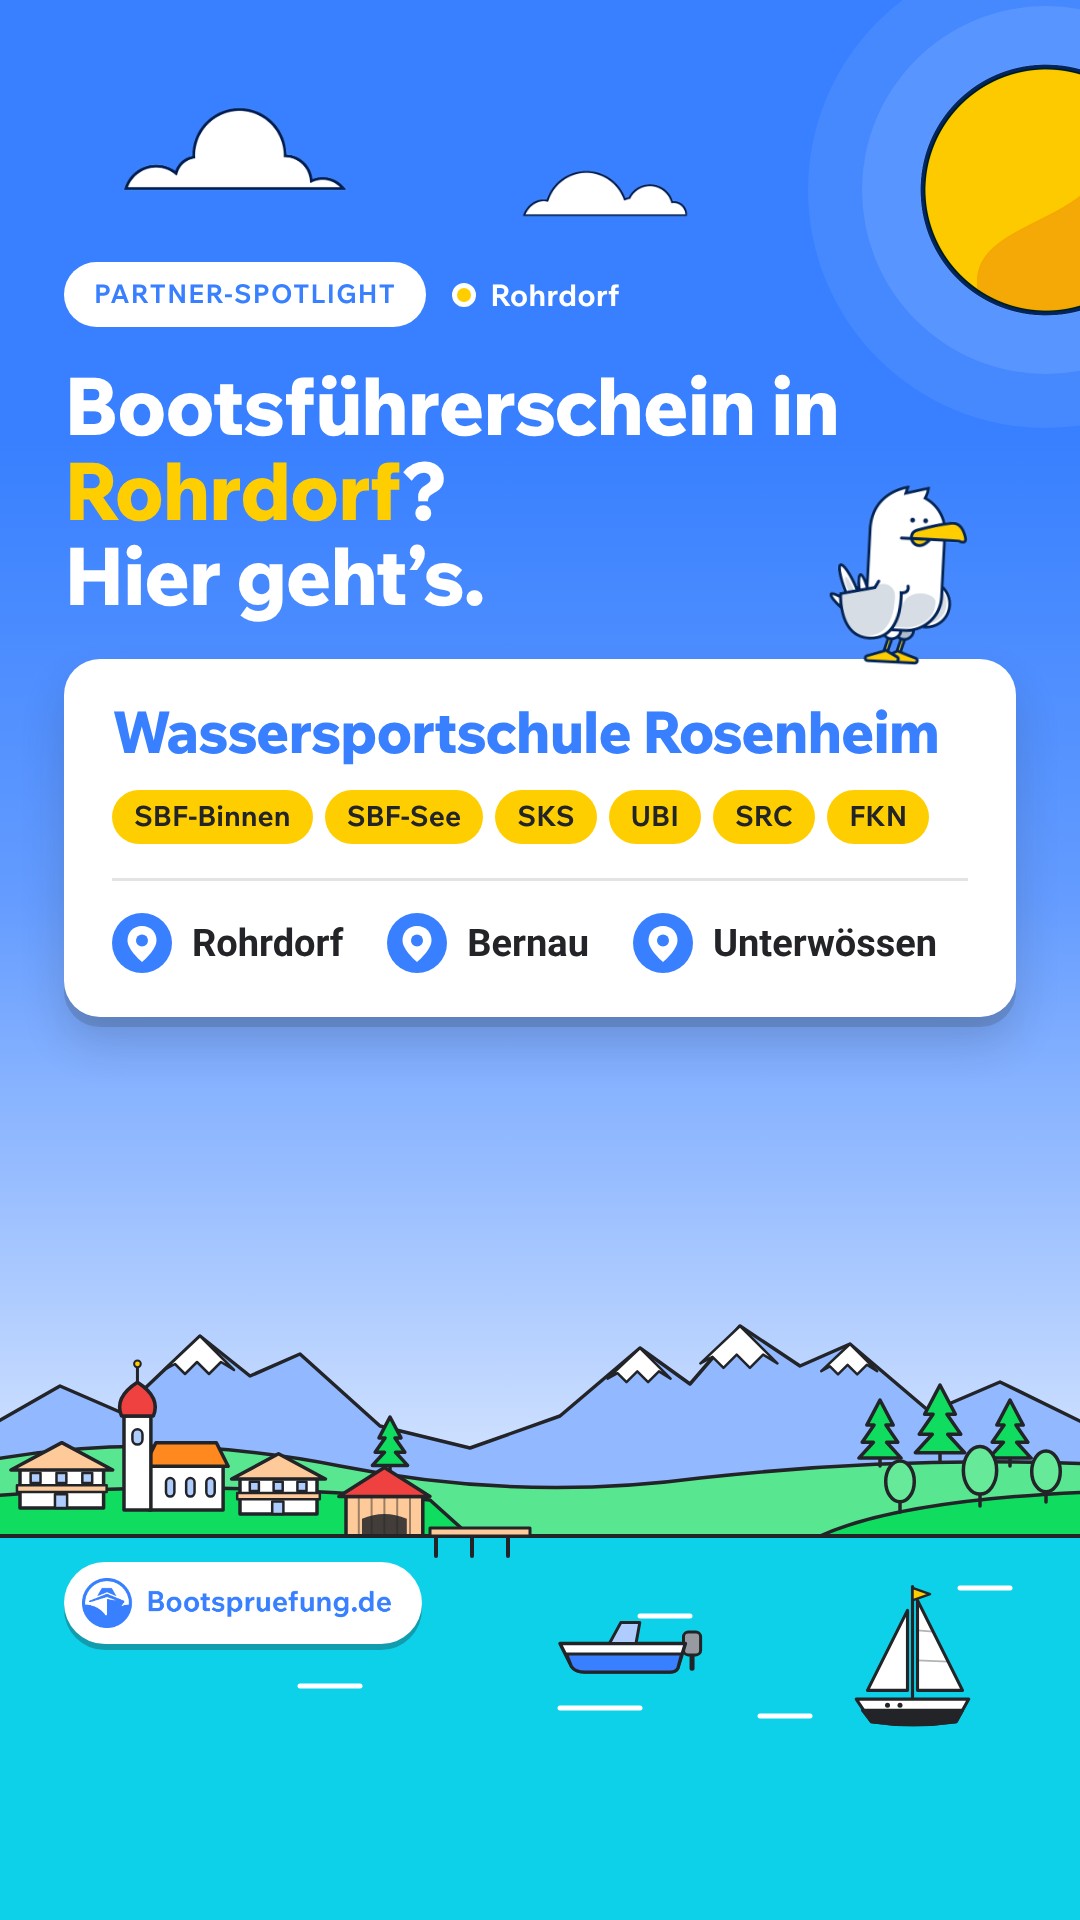 PARTNER-SPOTLIGHT Rohrdorf
Bootsführerschein in
Rohrdorf?
Hier geht’s.
Wassersportschule Rosenheim
SBF-Binnen SBF-See SKS UBI SRC FKN
Rohrdorf Bernau Unterwössen
Bootspruefung.de